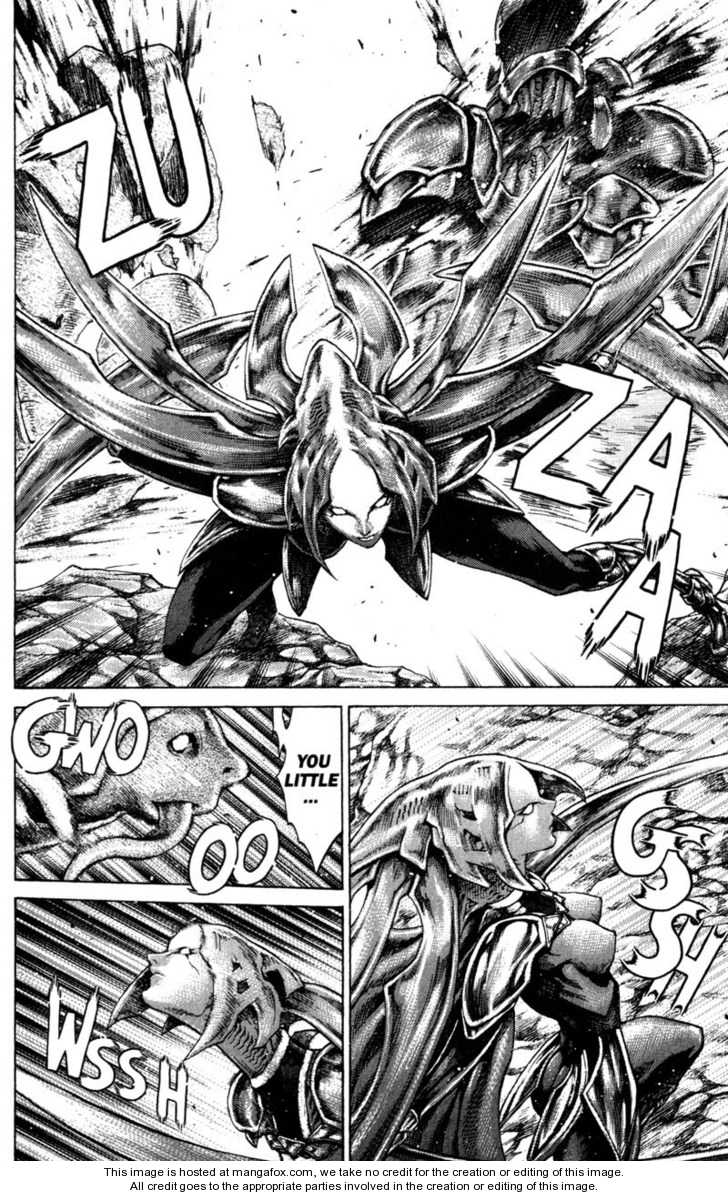 ZU
ZAAA
GWO
OO
YOU
LITTLE
...
GSSH
WSSH
This image is hosted at mangafox.com, we take no credit for the creation or editing of this image.
All credit goes to the appropriate parties involved in the creation or editing of this image.